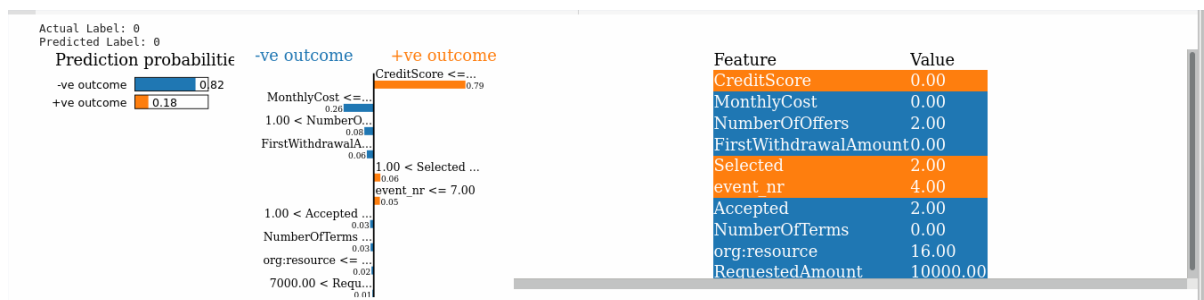 Actual Label: 0
Predicted Label: 0
Prediction probabilitie
-ve outcome 0.82
+ve outcome 0.18
-ve outcome +ve outcome
CreditScore <=...
0.79
MonthlyCost <=...
0.26
1.00 < NumberO...
0.08
FirstWithdrawalA...
0.06
1.00 < Selected ...
0.06
event_nr <= 7.00
0.05
1.00 < Accepted ...
0.03
NumberOfTerms ...
0.03
org:resource <= ...
0.02
7000.00 < Requ...
0.01
Feature Value
CreditScore 0.00
MonthlyCost 0.00
NumberOfOffers 2.00
FirstWithdrawalAmount 0.00
Selected 2.00
event_nr 4.00
Accepted 2.00
NumberOfTerms 0.00
org:resource 16.00
RequestedAmount 10000.00